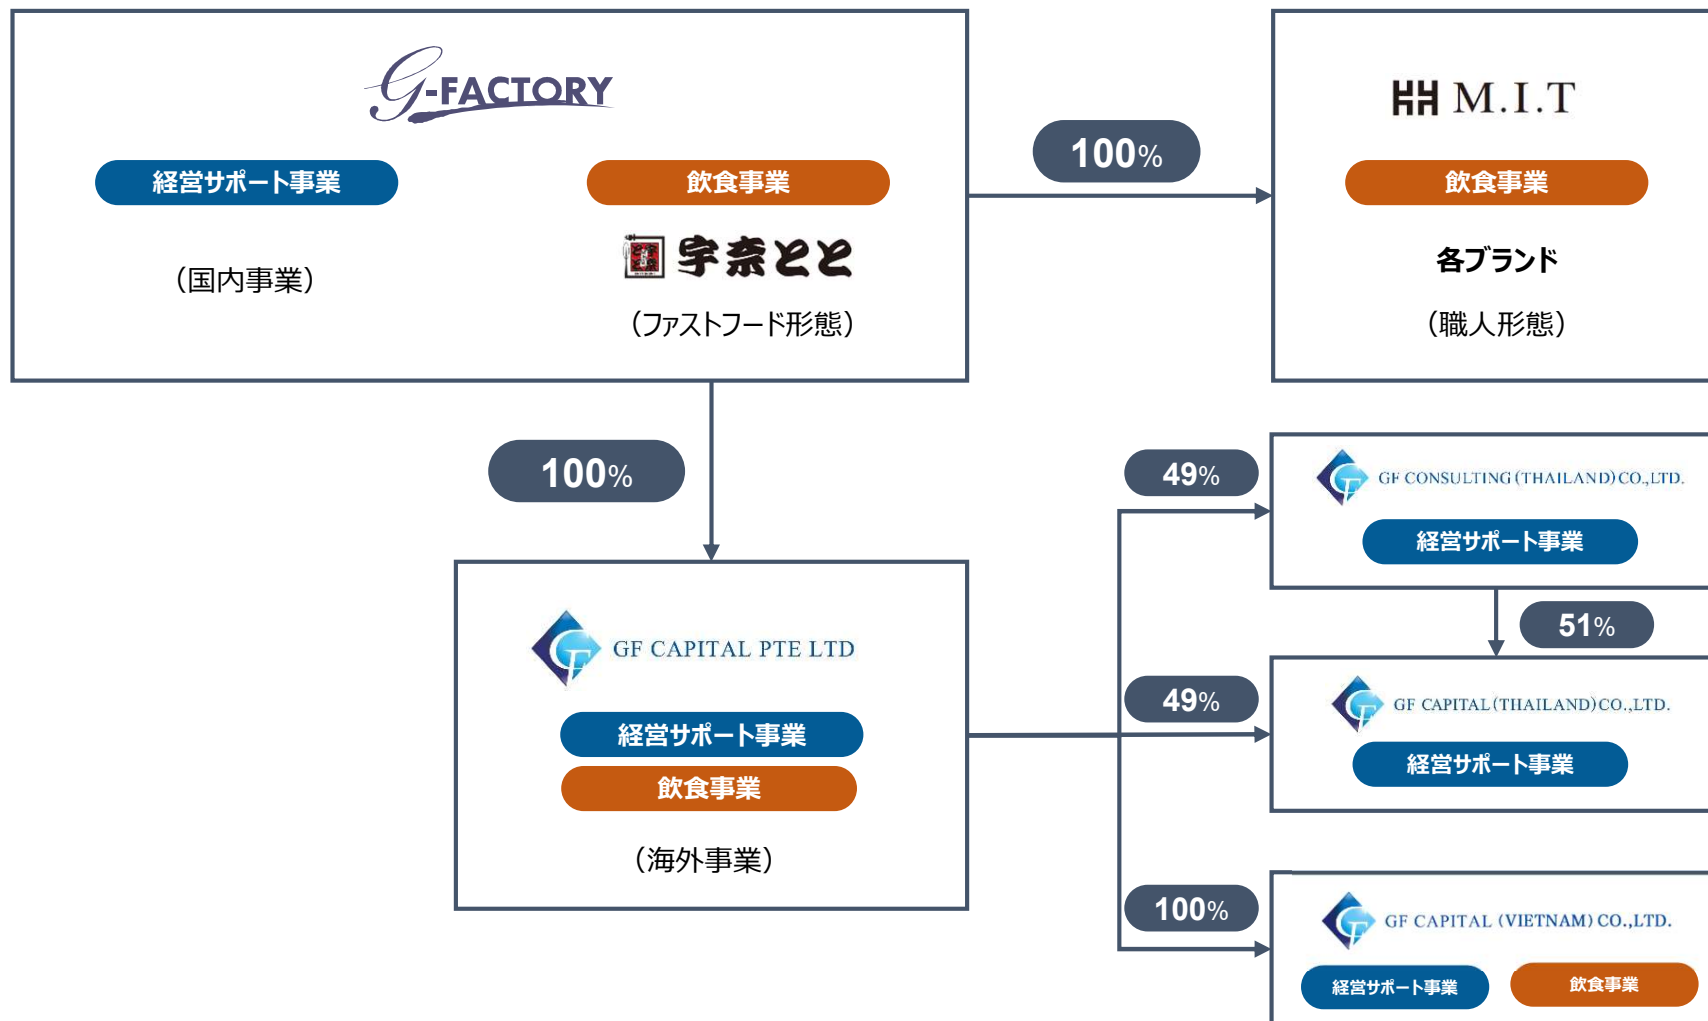 G-FACTORY
経営サポート事業
飲食事業
宇奈とと
（国内事業）
（ファストフード形態）
100%
M.I.T
飲食事業
各ブランド
（職人形態）
100%
GF CAPITAL PTE LTD
経営サポート事業
飲食事業
（海外事業）
49%
GF CONSULTING (THAILAND) CO.,LTD.
経営サポート事業
51%
49%
GF CAPITAL (THAILAND) CO.,LTD.
経営サポート事業
100%
GF CAPITAL (VIETNAM) CO.,LTD.
経営サポート事業
飲食事業